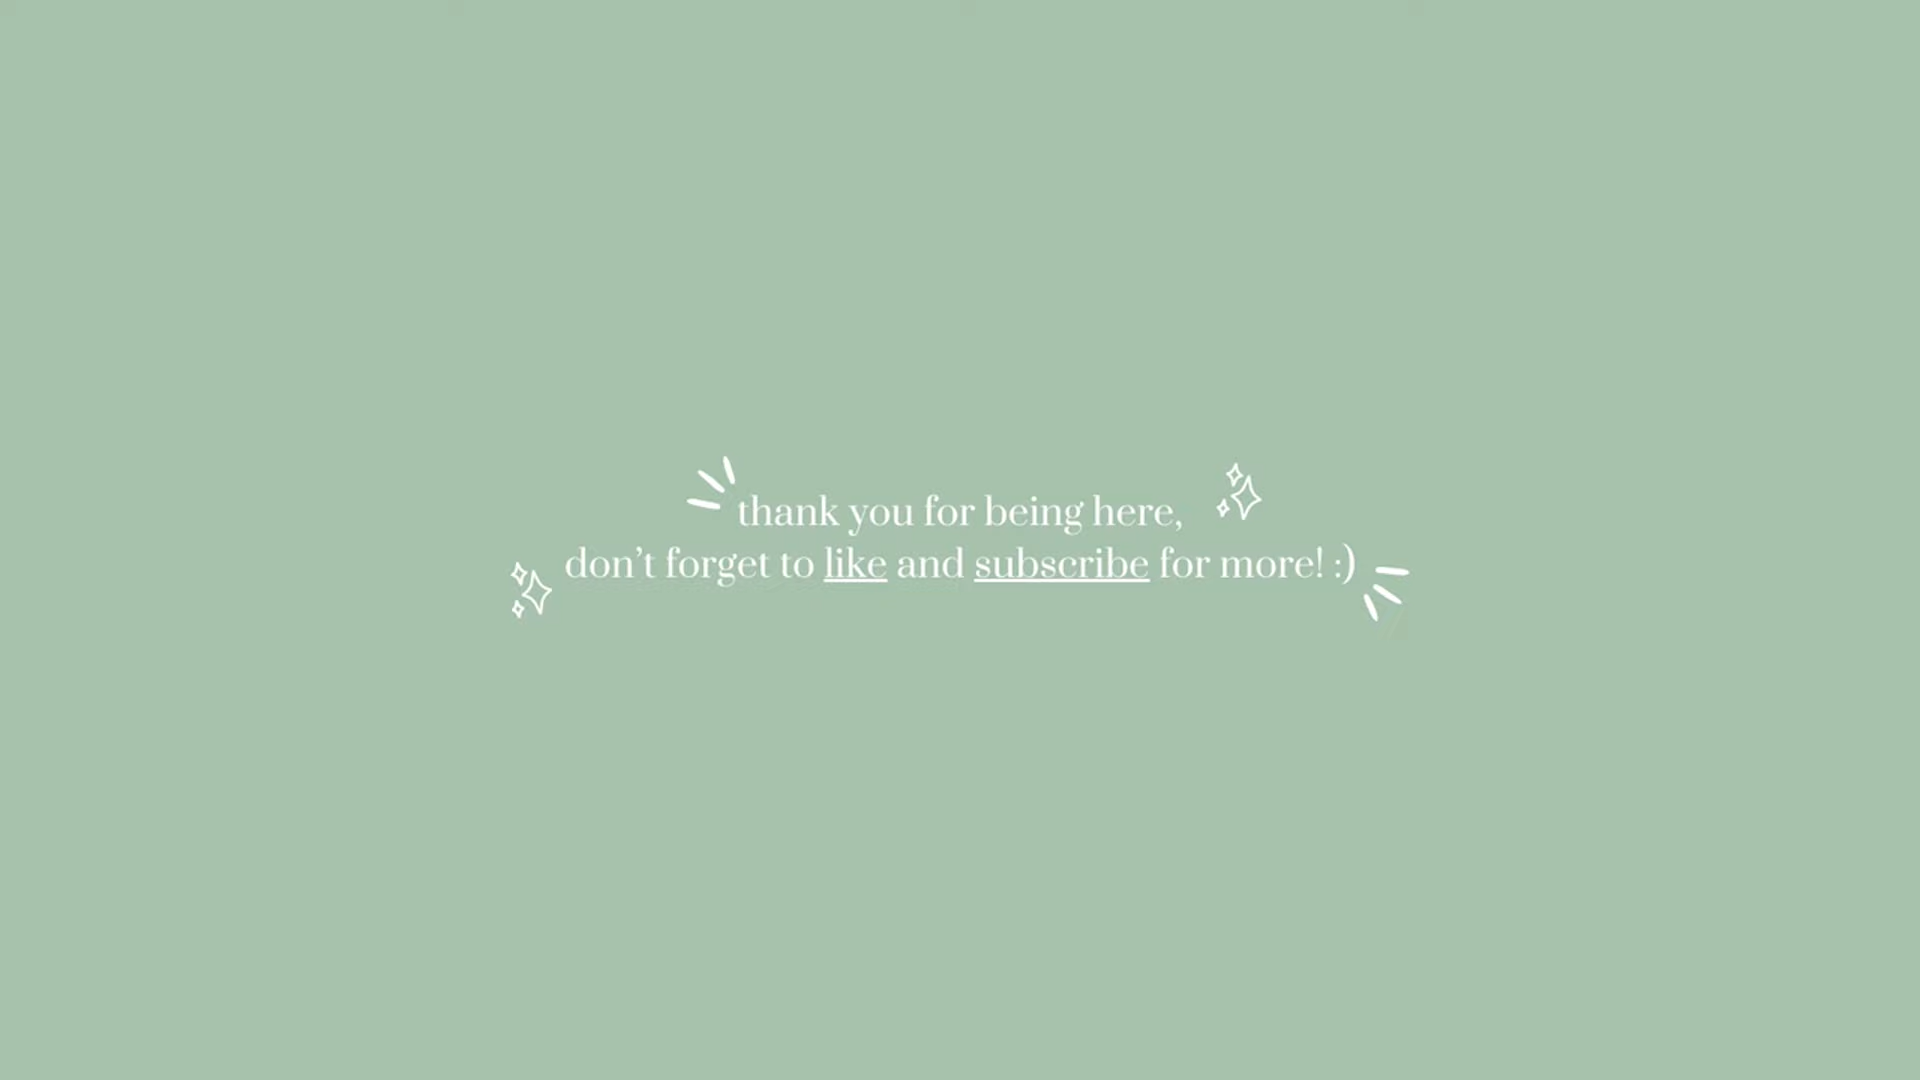 thank you for being here,
don’t forget to like and subscribe for more! :)